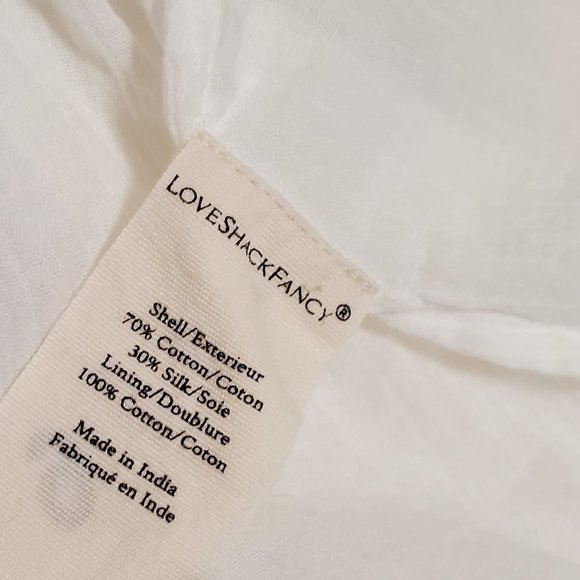 LOVESHACKFANCY®
Shell/Exterieur
70% Cotton/Coton
30% Silk/Soie
Lining/Doublure
100% Cotton/Coton
Made in India
Fabriqué en Inde